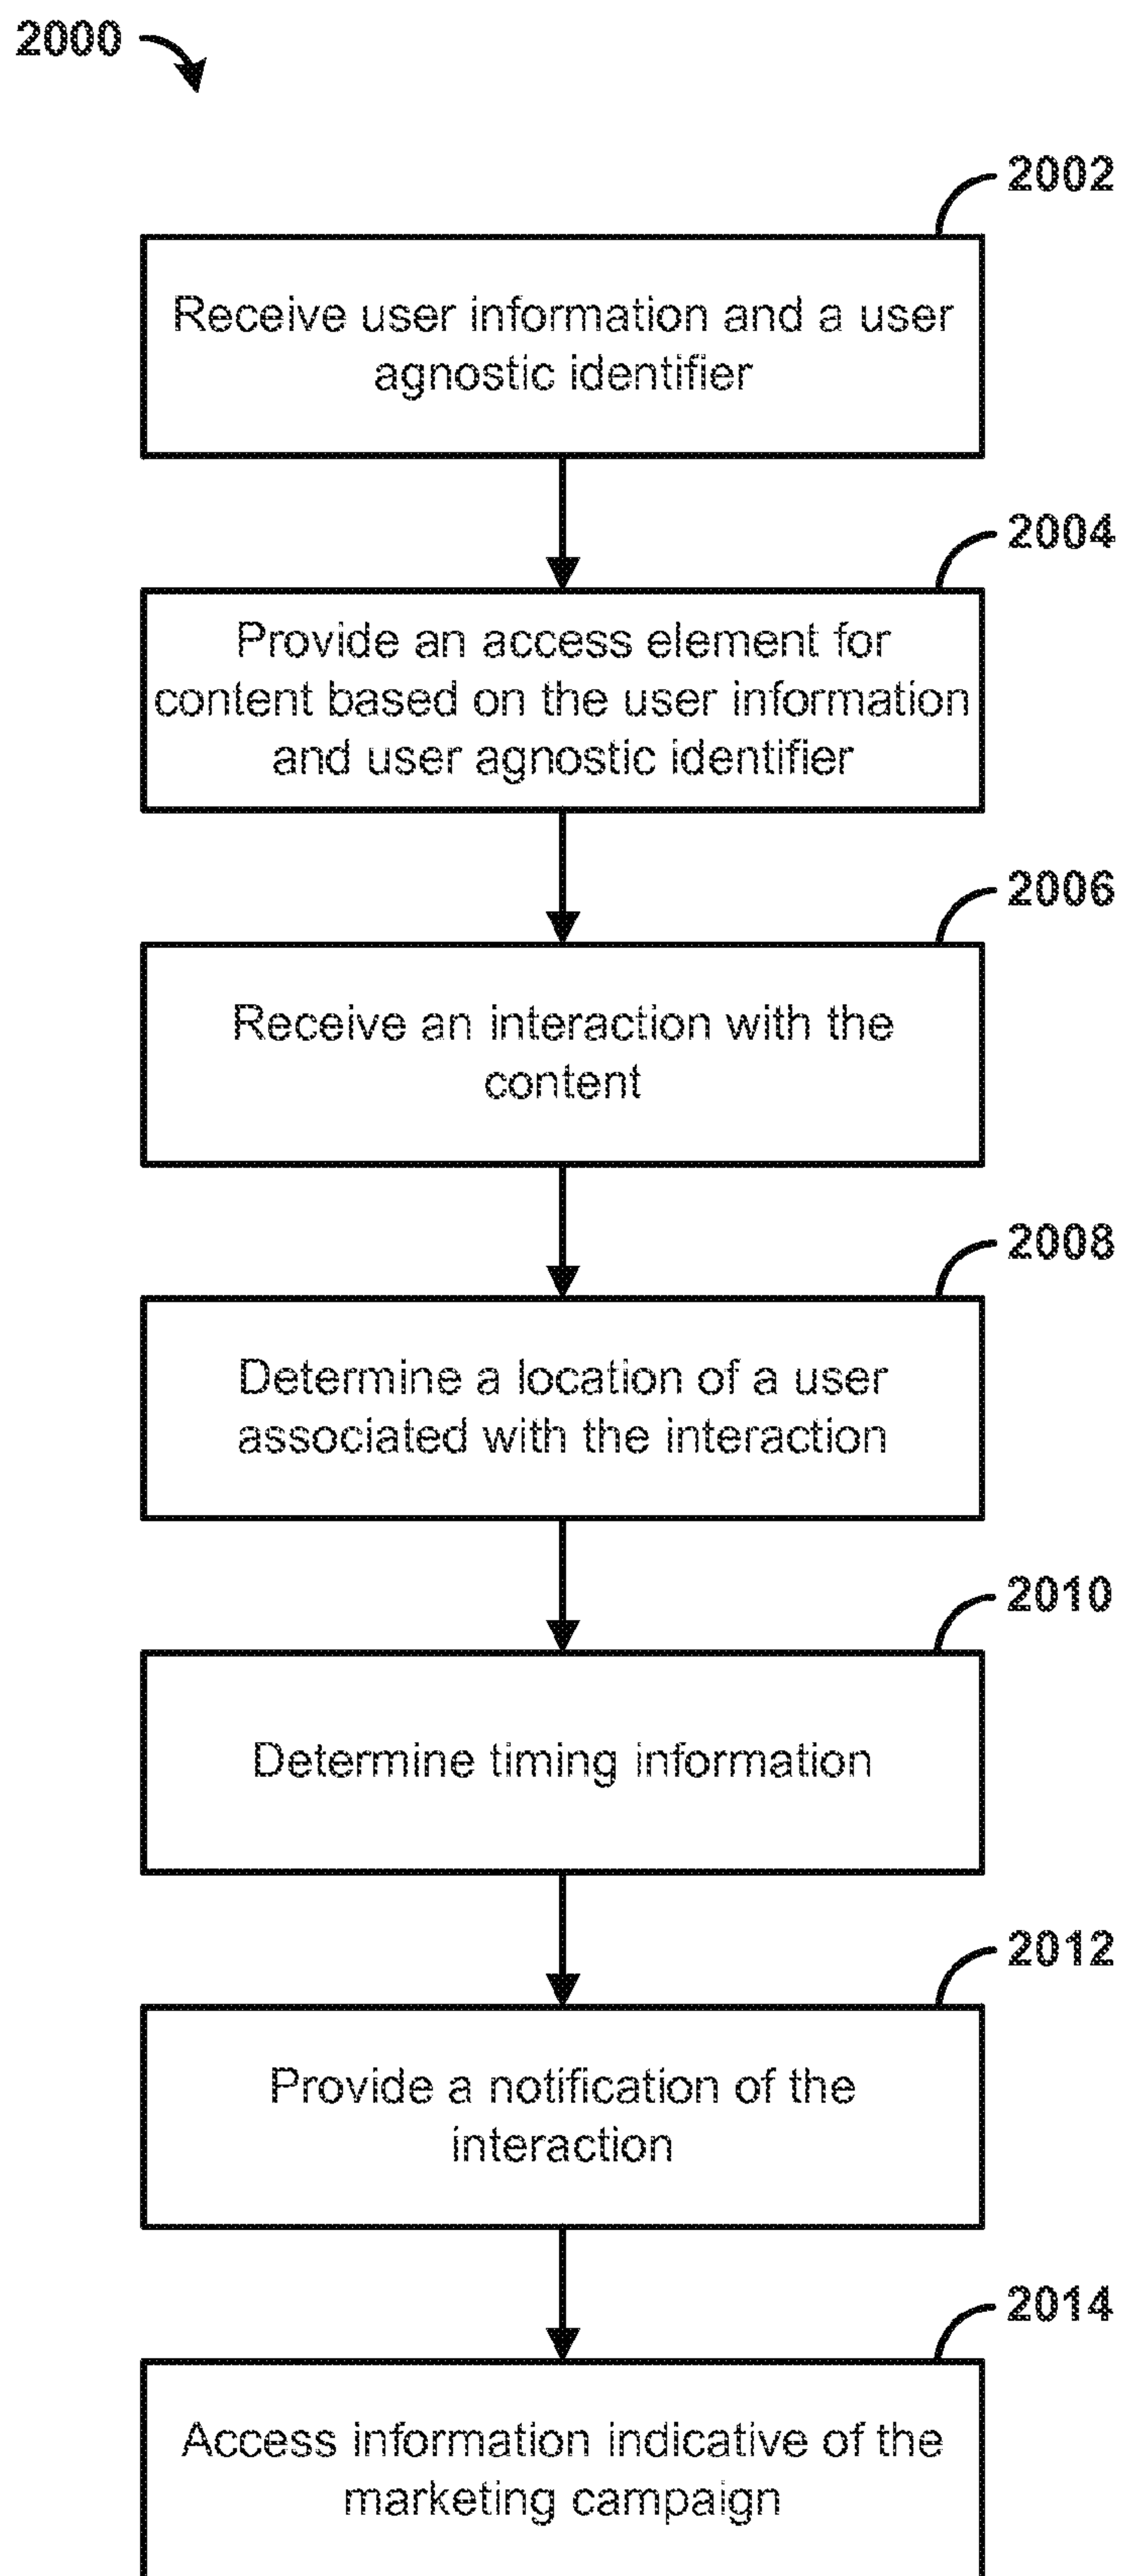 2000
2002
Receive user information and a user
agnostic identifier
2004
Provide an access element for
content based on the user information
and user agnostic identifier
2006
Receive an interaction with the
content
2008
Determine a location of a user
associated with the interaction
2010
Determine timing information
2012
Provide a notification of the
interaction
2014
Access information indicative of the
marketing campaign